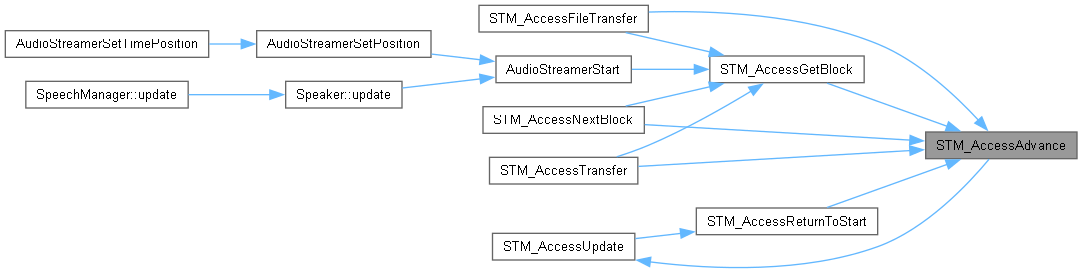 STM_AccessFileTransfer
AudioStreamerSetTimePosition
AudioStreamerSetPosition
AudioStreamerStart
STM_AccessGetBlock
SpeechManager::update
Speaker::update
STM_AccessNextBlock
STM_AccessAdvance
STM_AccessTransfer
STM_AccessReturnToStart
STM_AccessUpdate